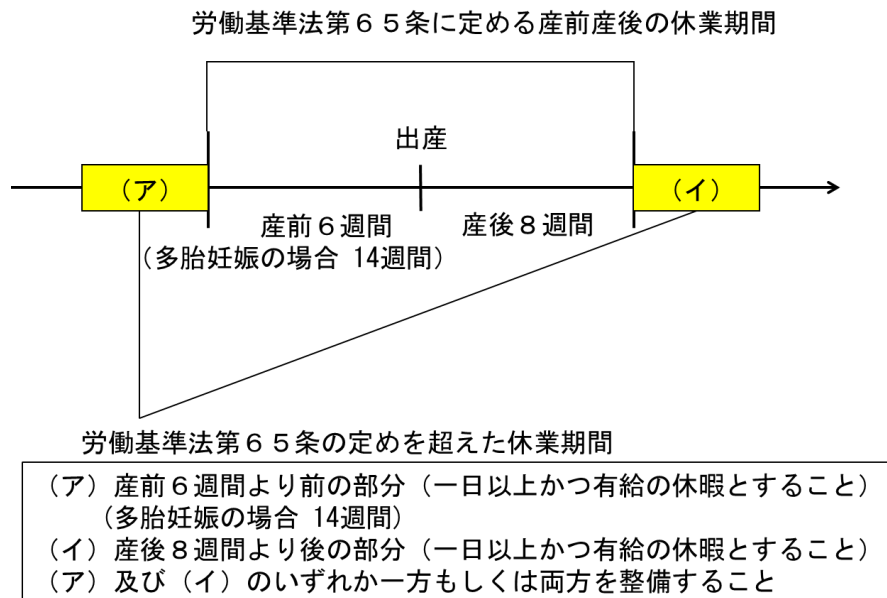 労働基準法第６５条に定める産前産後の休業期間
出産
（ア）
（イ）
産前６週間
産後８週間
（多胎妊娠の場合 14週間）
労働基準法第６５条の定めを超えた休業期間
（ア）産前６週間より前の部分（一日以上かつ有給の休暇とすること）
（多胎妊娠の場合 14週間）
（イ）産後８週間より後の部分（一日以上かつ有給の休暇とすること）
（ア）及び（イ）のいずれか一方もしくは両方を整備すること